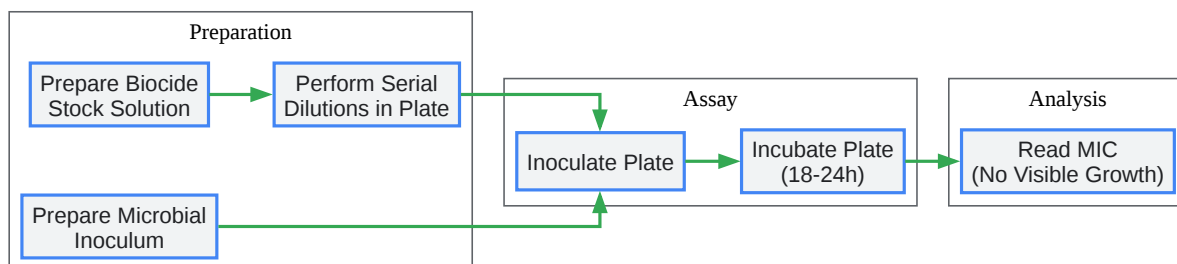 Preparation
Prepare Biocide
Stock Solution
Perform Serial
Dilutions in Plate
Prepare Microbial
Inoculum
Assay
Inoculate Plate
Incubate Plate
(18-24h)
Analysis
Read MIC
(No Visible Growth)